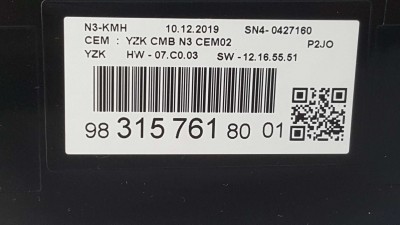 N3-KMH 10.12.2019 SN4-0427160
CEM : YZK CMB N3 CEM02 P2JO
YZK HW - 07.C0.03 SW - 12.16.55.51
98 315 761 80 01